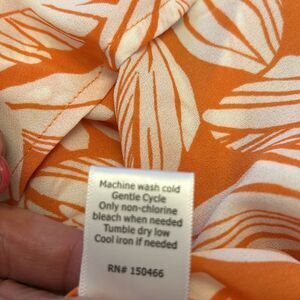 Machine wash cold
Gentle Cycle
Only non-chlorine
bleach when needed
Tumble dry low
Cool iron if needed
RN# 150466